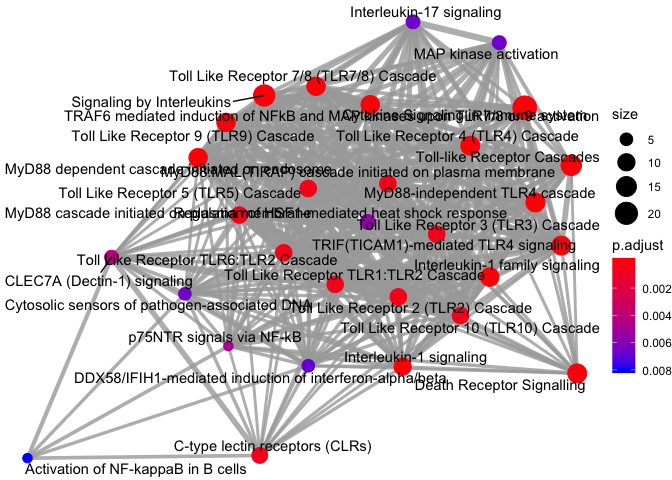 Interleukin-17 signaling
MAP kinase activation
Toll Like Receptor 7/8 (TLR7/8) Cascade
Signaling by Interleukins
TRAF6 mediated induction of NFkB and MAP kinases upon TLR7/8 or 9 activation
Cytokine Signaling in Immune system
Toll Like Receptor 9 (TLR9) Cascade
Toll Like Receptor 4 (TLR4) Cascade
Toll-like Receptor Cascades
MyD88 dependent cascade initiated on endosome
MyD88:MAL(TIRAP) cascade initiated on plasma membrane
Toll Like Receptor 5 (TLR5) Cascade
MyD88-independent TLR4 cascade
MyD88 cascade initiated on plasma membrane
Regulation of HSF1-mediated heat shock response
Toll Like Receptor 3 (TLR3) Cascade
TRIF(TICAM1)-mediated TLR4 signaling
Toll Like Receptor TLR6:TLR2 Cascade
Interleukin-1 family signaling
Toll Like Receptor TLR1:TLR2 Cascade
CLEC7A (Dectin-1) signaling
Cytosolic sensors of pathogen-associated DNA
Toll Like Receptor 2 (TLR2) Cascade
Toll Like Receptor 10 (TLR10) Cascade
p75NTR signals via NF-kB
Interleukin-1 signaling
DDX58/IFIH1-mediated induction of interferon-alpha/beta
Death Receptor Signalling
C-type lectin receptors (CLRs)
Activation of NF-kappaB in B cells
size
5
10
15
20
p.adjust
0.002
0.004
0.006
0.008